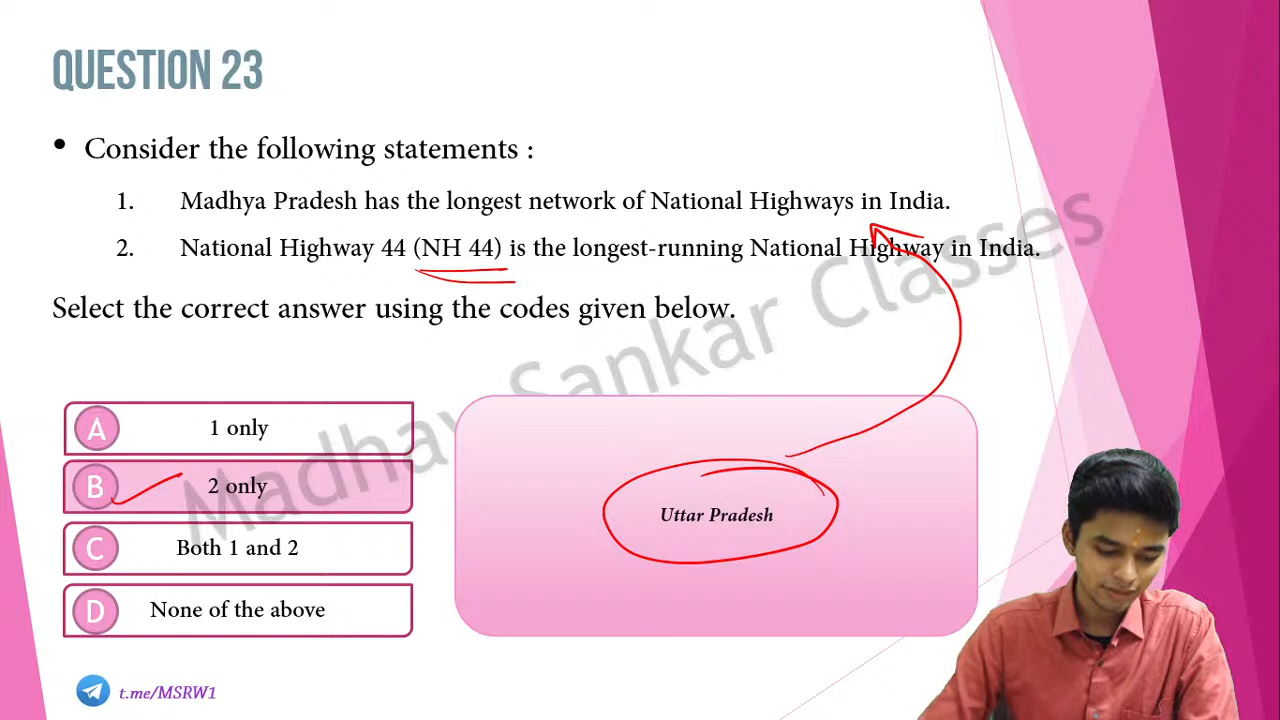 QUESTION 23
• Consider the following statements :
1. Madhya Pradesh has the longest network of National Highways in India.
2. National Highway 44 (NH 44) is the longest-running National Highway in India.
Select the correct answer using the codes given below.
Madhav Sankar Classes
A 1 only
B 2 only
C Both 1 and 2
D None of the above
Uttar Pradesh
t.me/MSRW1